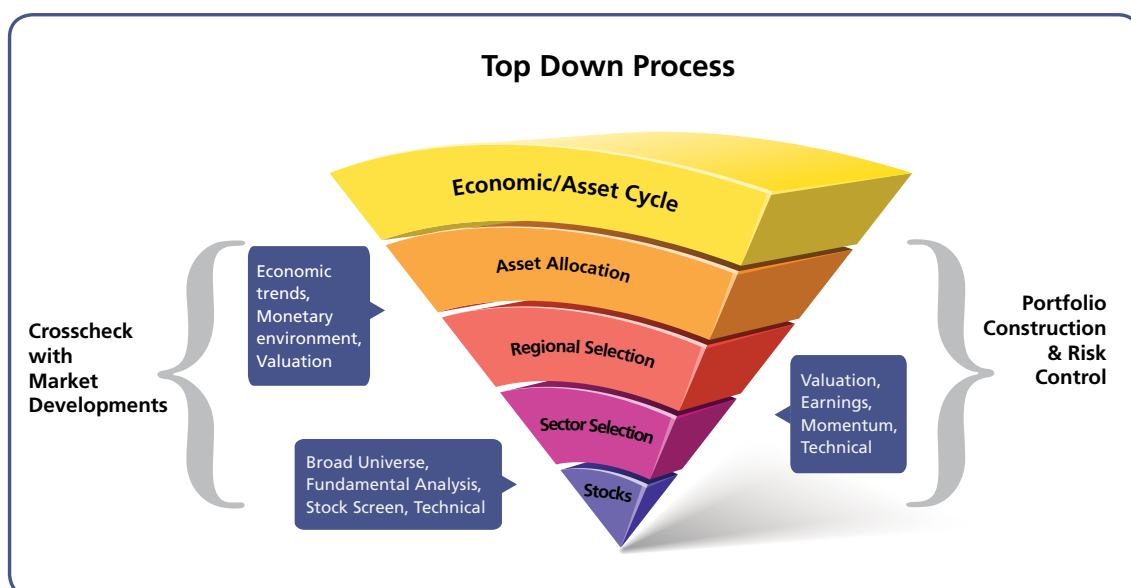 Top Down Process
Economic/Asset Cycle
Asset Allocation
Regional Selection
Sector Selection
Stocks
Crosscheck
with
Market
Developments
Economic
trends,
Monetary
environment,
Valuation
Broad Universe,
Fundamental Analysis,
Stock Screen, Technical
Valuation,
Earnings,
Momentum,
Technical
Portfolio
Construction
& Risk
Control